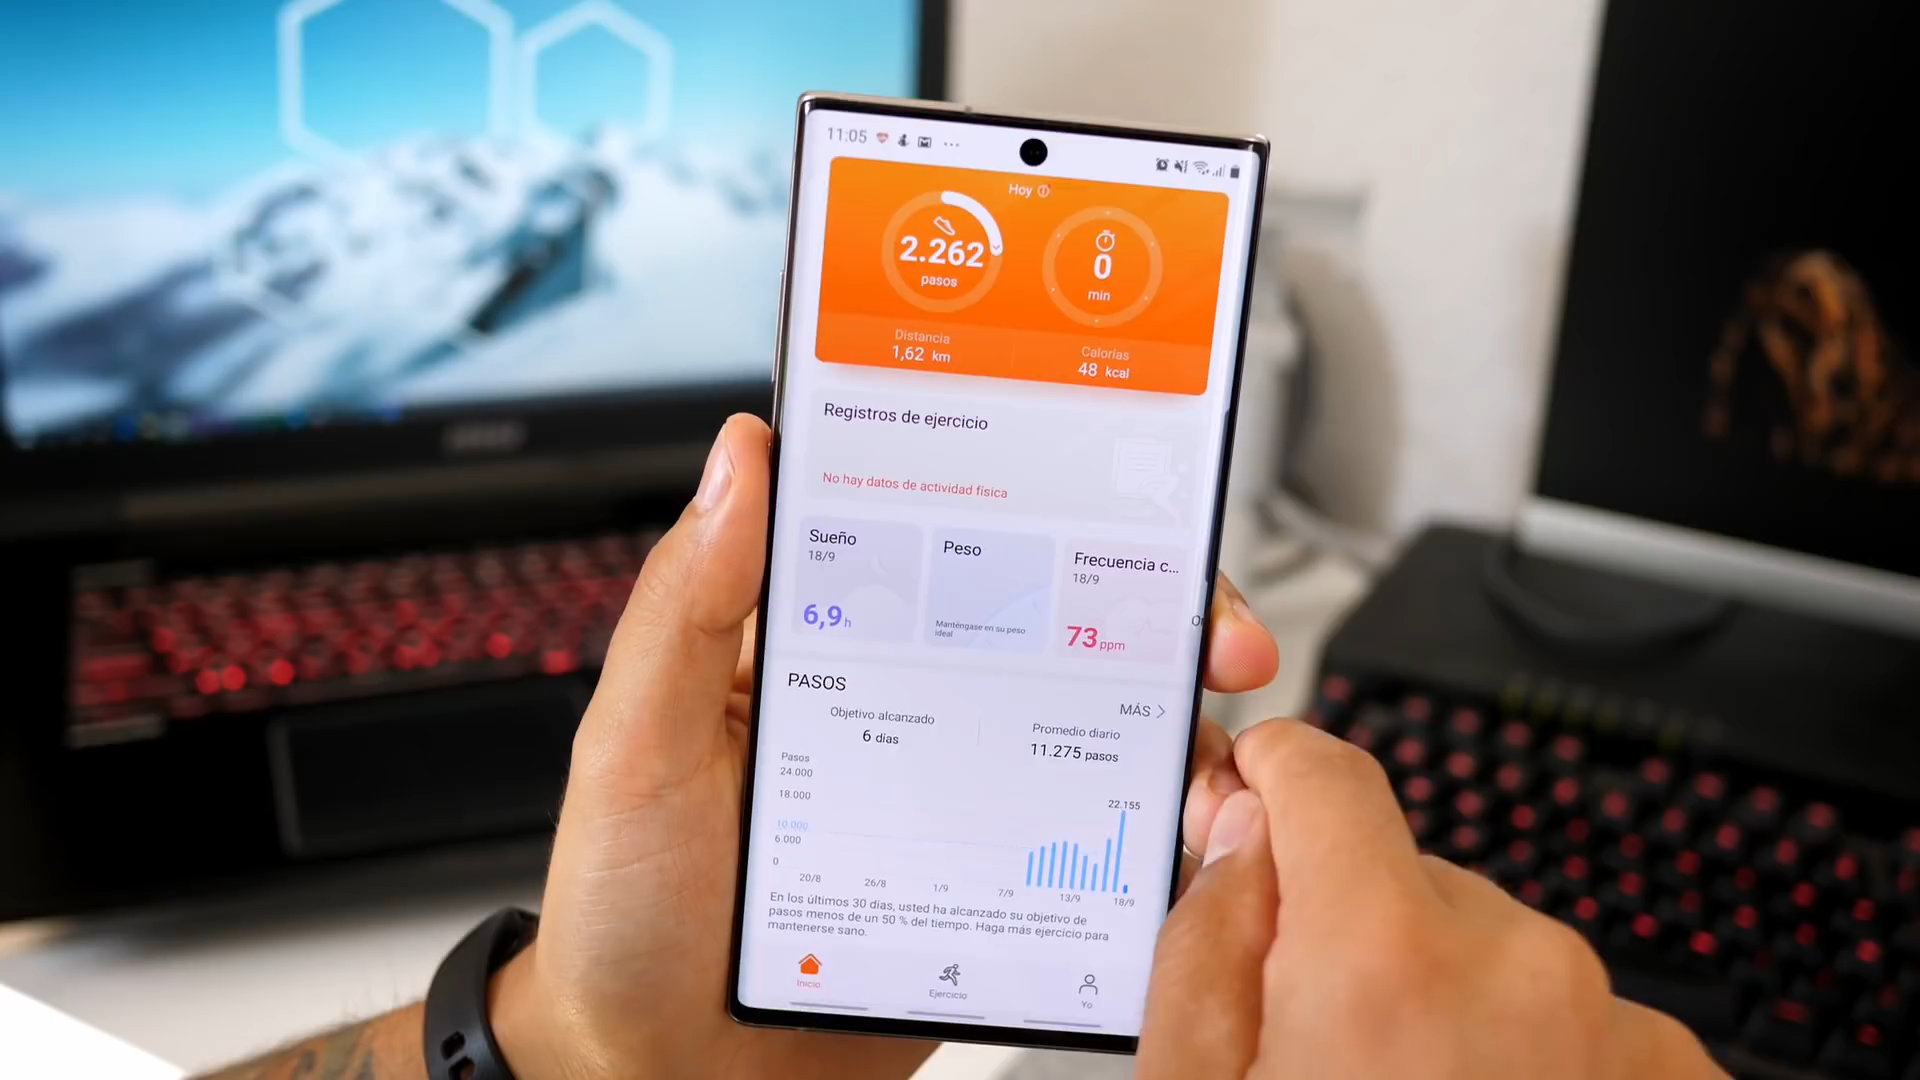 11:05
Hoy
2.262
pasos
0
min
Distancia
1,62 km
Calorías
48 kcal
Registros de ejercicio
No hay datos de actividad física
Sueño
18/9
6,9 h
Peso
Manténgase en su peso
ideal
Frecuencia c...
18/9
73 ppm
PASOS
MÁS
Objetivo alcanzado
6 días
Promedio diario
11.275 pasos
Pasos
24.000
18.000
10.000
6.000
0
22.155
20/8
26/8
1/9
7/9
13/9
18/9
En los últimos 30 días, usted ha alcanzado su objetivo de
pasos menos de un 50 % del tiempo. Haga más ejercicio para
mantenerse sano.
Inicio
Ejercicio
Yo